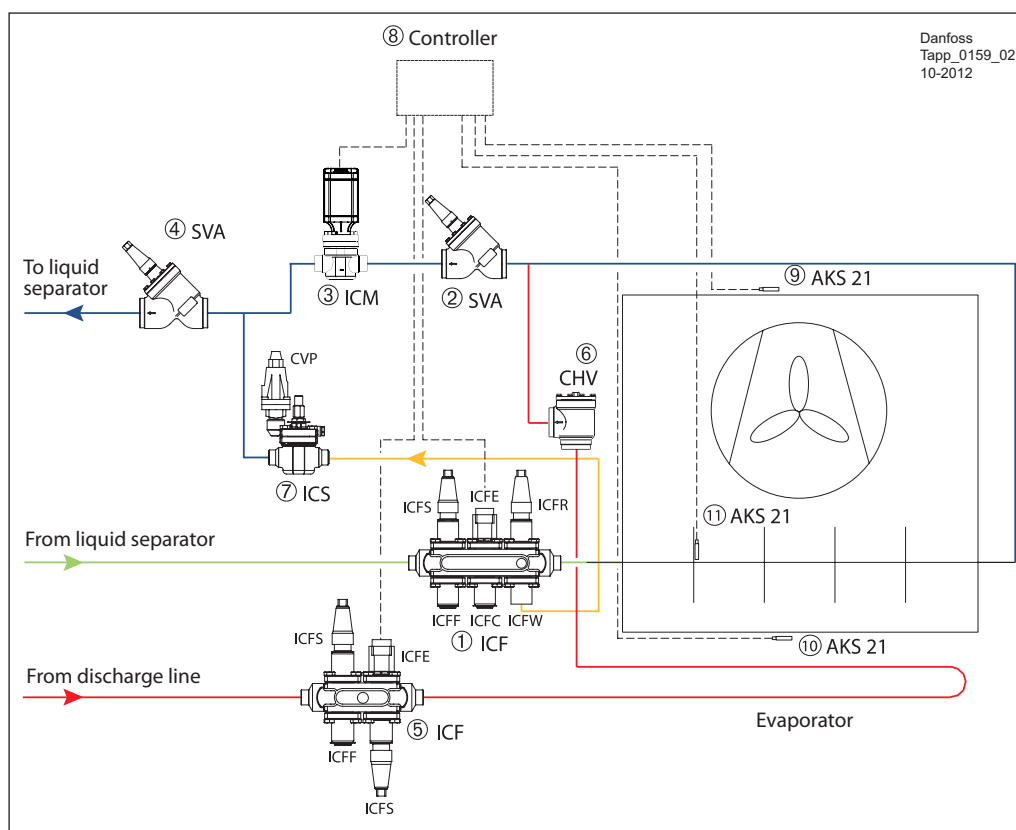 ⑧ Controller
Danfoss
Tapp_0159_02
10-2012
④ SVA
To liquid
separator
③ ICM
② SVA
⑨ AKS 21
CVP
⑥
CHV
⑦ ICS
ICFS
ICFE
ICFR
⑪ AKS 21
From liquid separator
ICFF
ICFC
ICFW
① ICF
⑩ AKS 21
ICFS
ICFE
From discharge line
⑤ ICF
Evaporator
ICFF
ICFS